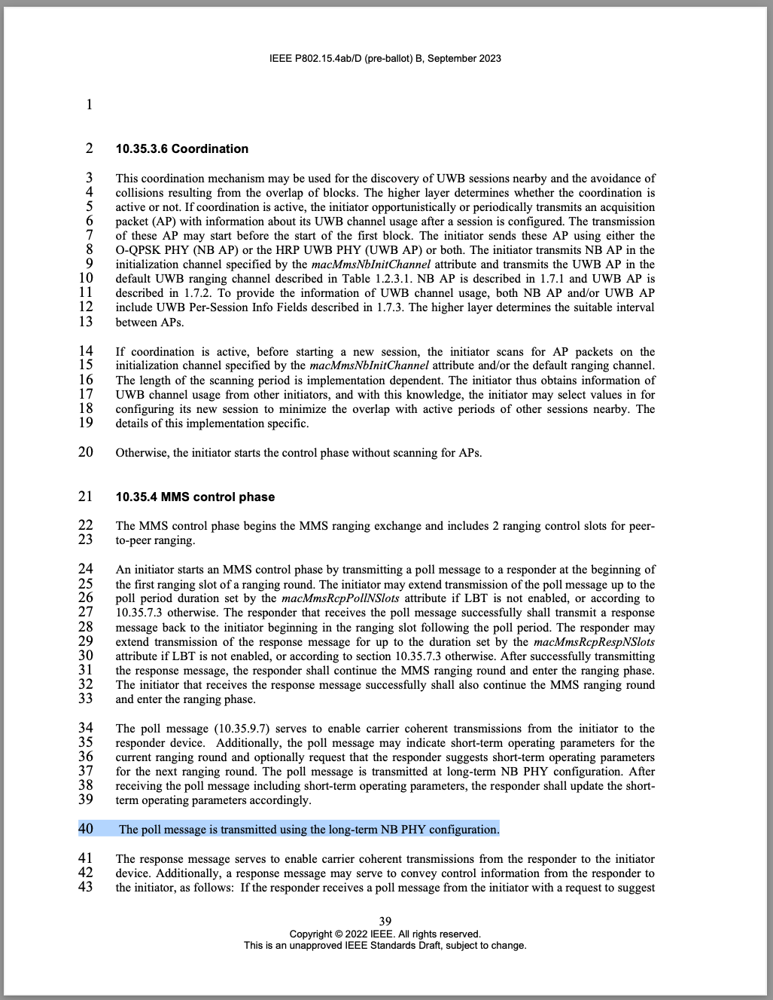 IEEE P802.15.4ab/D (pre-ballot) B, September 2023
1
2 10.35.3.6 Coordination
3 This coordination mechanism may be used for the discovery of UWB sessions nearby and the avoidance of
4 collisions resulting from the overlap of blocks. The higher layer determines whether the coordination is
5 active or not. If coordination is active, the initiator opportunistically or periodically transmits an acquisition
6 packet (AP) with information about its UWB channel usage after a session is configured. The transmission
7 of these AP may start before the start of the first block. The initiator sends these AP using either the
8 O-QPSK PHY (NB AP) or the HRP UWB PHY (UWB AP) or both. The initiator transmits NB AP in the
9 initialization channel specified by the macMmsNbInitChannel attribute and transmits the UWB AP in the
10 default UWB ranging channel described in Table 1.2.3.1. NB AP is described in 1.7.1 and UWB AP is
11 described in 1.7.2. To provide the information of UWB channel usage, both NB AP and/or UWB AP
12 include UWB Per-Session Info Fields described in 1.7.3. The higher layer determines the suitable interval
13 between APs.
14 If coordination is active, before starting a new session, the initiator scans for AP packets on the
15 initialization channel specified by the macMmsNbInitChannel attribute and/or the default ranging channel.
16 The length of the scanning period is implementation dependent. The initiator thus obtains information of
17 UWB channel usage from other initiators, and with this knowledge, the initiator may select values in for
18 configuring its new session to minimize the overlap with active periods of other sessions nearby. The
19 details of this implementation specific.
20 Otherwise, the initiator starts the control phase without scanning for APs.
21 10.35.4 MMS control phase
22 The MMS control phase begins the MMS ranging exchange and includes 2 ranging control slots for peer-
23 to-peer ranging.
24 An initiator starts an MMS control phase by transmitting a poll message to a responder at the beginning of
25 the first ranging slot of a ranging round. The initiator may extend transmission of the poll message up to the
26 poll period duration set by the macMmsRcpPollNSlots attribute if LBT is not enabled, or according to
27 10.35.7.3 otherwise. The responder that receives the poll message successfully shall transmit a response
28 message back to the initiator beginning in the ranging slot following the poll period. The responder may
29 extend transmission of the response message for up to the duration set by the macMmsRcpRespNSlots
30 attribute if LBT is not enabled, or according to section 10.35.7.3 otherwise. After successfully transmitting
31 the response message, the responder shall continue the MMS ranging round and enter the ranging phase.
32 The initiator that receives the response message successfully shall also continue the MMS ranging round
33 and enter the ranging phase.
34 The poll message (10.35.9.7) serves to enable carrier coherent transmissions from the initiator to the
35 responder device. Additionally, the poll message may indicate short-term operating parameters for the
36 current ranging round and optionally request that the responder suggests short-term operating parameters
37 for the next ranging round. The poll message is transmitted at long-term NB PHY configuration. After
38 receiving the poll message including short-term operating parameters, the responder shall update the short-
39 term operating parameters accordingly.
40 The poll message is transmitted using the long-term NB PHY configuration.
41 The response message serves to enable carrier coherent transmissions from the responder to the initiator
42 device. Additionally, a response message may serve to convey control information from the responder to
43 the initiator, as follows: If the responder receives a poll message from the initiator with a request to suggest
39
Copyright © 2022 IEEE. All rights reserved.
This is an unapproved IEEE Standards Draft, subject to change.